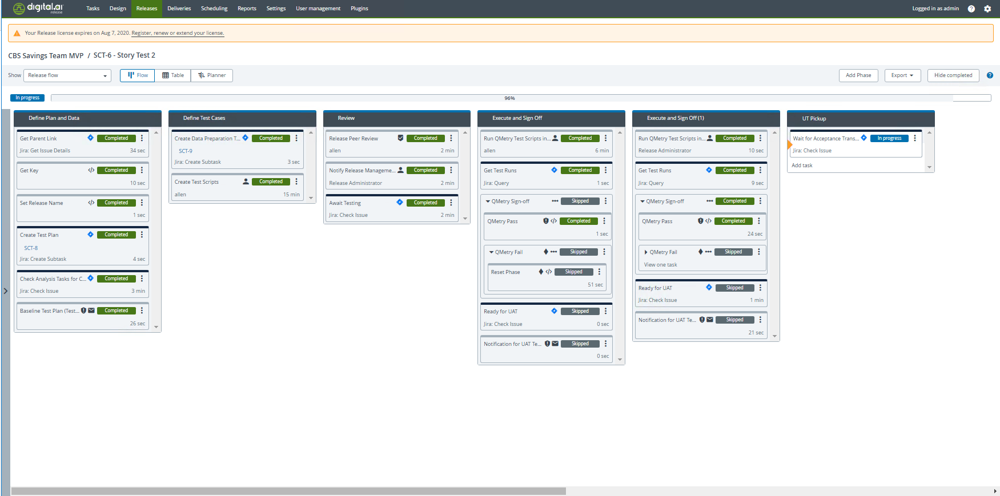 digital.ai
release
Tasks Design Releases Deliveries Scheduling Reports Settings User management Plugins
Logged in as admin
Your Release license expires on Aug 7, 2020. Register, renew or extend your license.
CBS Savings Team MVP / SCT-6 - Story Test 2
Show Release flow Flow Table Planner
Add Phase Export Hide completed
In progress 96%
Define Plan and Data
Get Parent Link Completed
Jira: Get Issue Details 34 sec
Get Key Completed
10 sec
Set Release Name Completed
1 sec
Create Test Plan Completed
SCT-8
Jira: Create Subtask 4 sec
Check Analysis Tasks for C... Completed
Jira: Check Issue 3 min
Baseline Test Plan (Test... Completed
26 sec
Define Test Cases
Create Data Preparation T... Completed
SCT-9
Jira: Create Subtask 3 sec
Create Test Scripts Completed
allen 15 min
Review
Release Peer Review Completed
allen 2 min
Notify Release Manageme... Completed
Release Administrator 2 min
Await Testing Completed
Jira: Check Issue 2 min
Execute and Sign Off
Run QMetry Test Scripts in... Completed
allen 6 min
Get Test Runs Completed
Jira: Query 1 sec
QMetry Sign-off Skipped
QMetry Pass Completed
1 sec
QMetry Fail Skipped
Reset Phase Skipped
51 sec
Ready for UAT Skipped
Jira: Check Issue 0 sec
Notification for UAT Te... Skipped
0 sec
Execute and Sign Off (1)
Run QMetry Test Scripts in... Completed
Release Administrator 10 sec
Get Test Runs Completed
Jira: Query 9 sec
QMetry Sign-off Completed
QMetry Pass Completed
24 sec
QMetry Fail Skipped
View one task
Ready for UAT Skipped
Jira: Check Issue 1 min
Notification for UAT Te... Skipped
21 sec
UT Pickup
Wait for Acceptance Trans... In progress
Jira: Check Issue
Add task